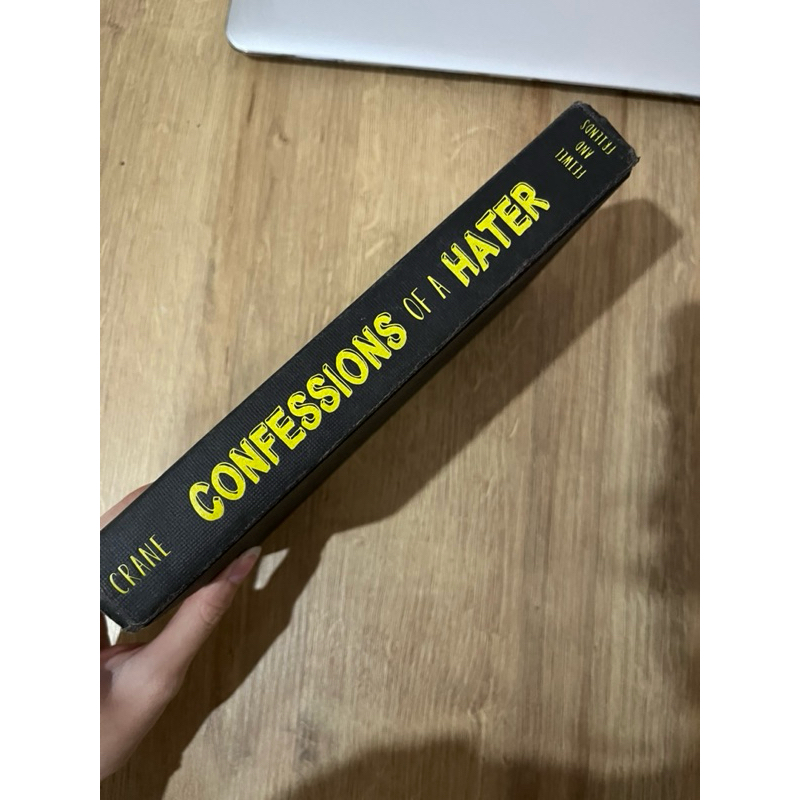 CRANE
CONFESSIONS OF A HATER
FEIWEL
AND
FRIENDS